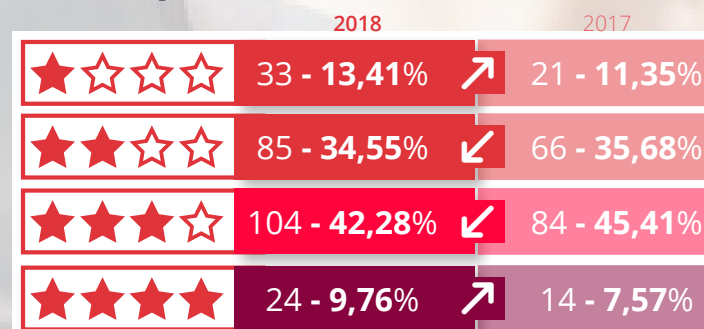 2018 2017
33 - 13,41% 21 - 11,35%
85 - 34,55% 66 - 35,68%
104 - 42,28% 84 - 45,41%
24 - 9,76% 14 - 7,57%